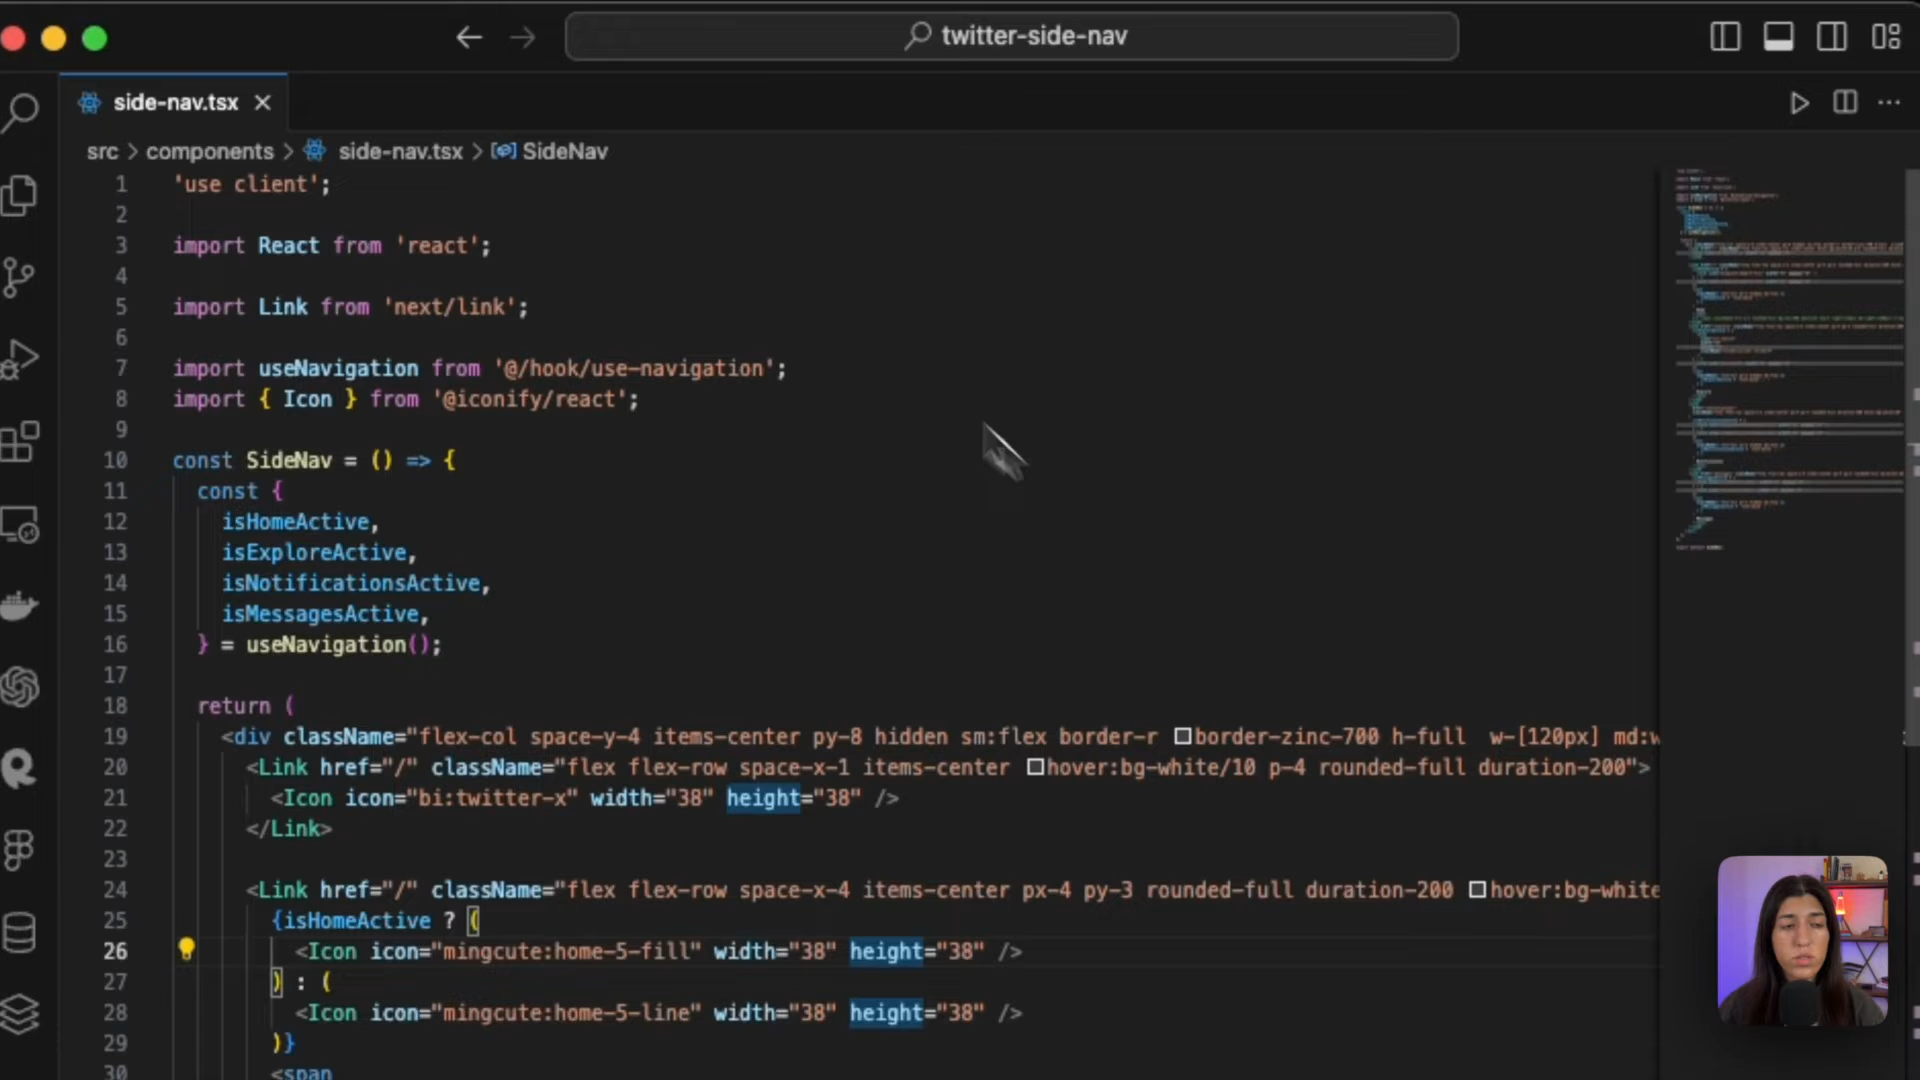 twitter-side-nav
side-nav.tsx
src > components > side-nav.tsx > SideNav
1 'use client';
2
3 import React from 'react';
4
5 import Link from 'next/link';
6
7 import useNavigation from '@/hook/use-navigation';
8 import { Icon } from '@iconify/react';
9
10 const SideNav = () => {
11 const {
12 isHomeActive,
13 isExploreActive,
14 isNotificationsActive,
15 isMessagesActive,
16 } = useNavigation();
17
18 return (
19 <div className="flex-col space-y-4 items-center py-8 hidden sm:flex border-r border-zinc-700 h-full w-[120px] md:w
20 <Link href="/" className="flex flex-row space-x-1 items-center hover:bg-white/10 p-4 rounded-full duration-200">
21 <Icon icon="bi:twitter-x" width="38" height="38" />
22 </Link>
23
24 <Link href="/" className="flex flex-row space-x-4 items-center px-4 py-3 rounded-full duration-200 hover:bg-white
25 {isHomeActive ? (
26 <Icon icon="mingcute:home-5-fill" width="38" height="38" />
27 ) : (
28 <Icon icon="mingcute:home-5-line" width="38" height="38" />
29 )}
30 <span